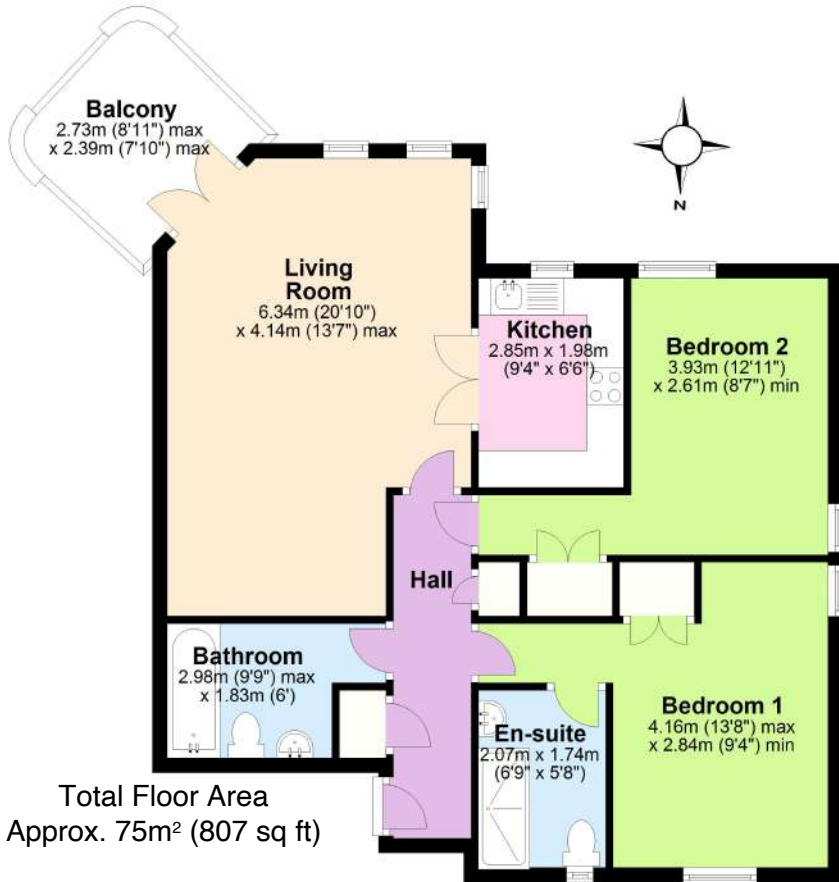 Balcony
2.73m (8'11") max
x 2.39m (7'10") max
N
Living
Room
6.34m (20'10")
x 4.14m (13'7") max
Kitchen
2.85m x 1.98m
(9'4" x 6'6")
Bedroom 2
3.93m (12'11")
x 2.61m (8'7") min
Hall
Bathroom
2.98m (9'9") max
x 1.83m (6')
En-suite
2.07m x 1.74m
(6'9" x 5'8")
Bedroom 1
4.16m (13'8") max
x 2.84m (9'4") min
Total Floor Area
Approx. 75m² (807 sq ft)